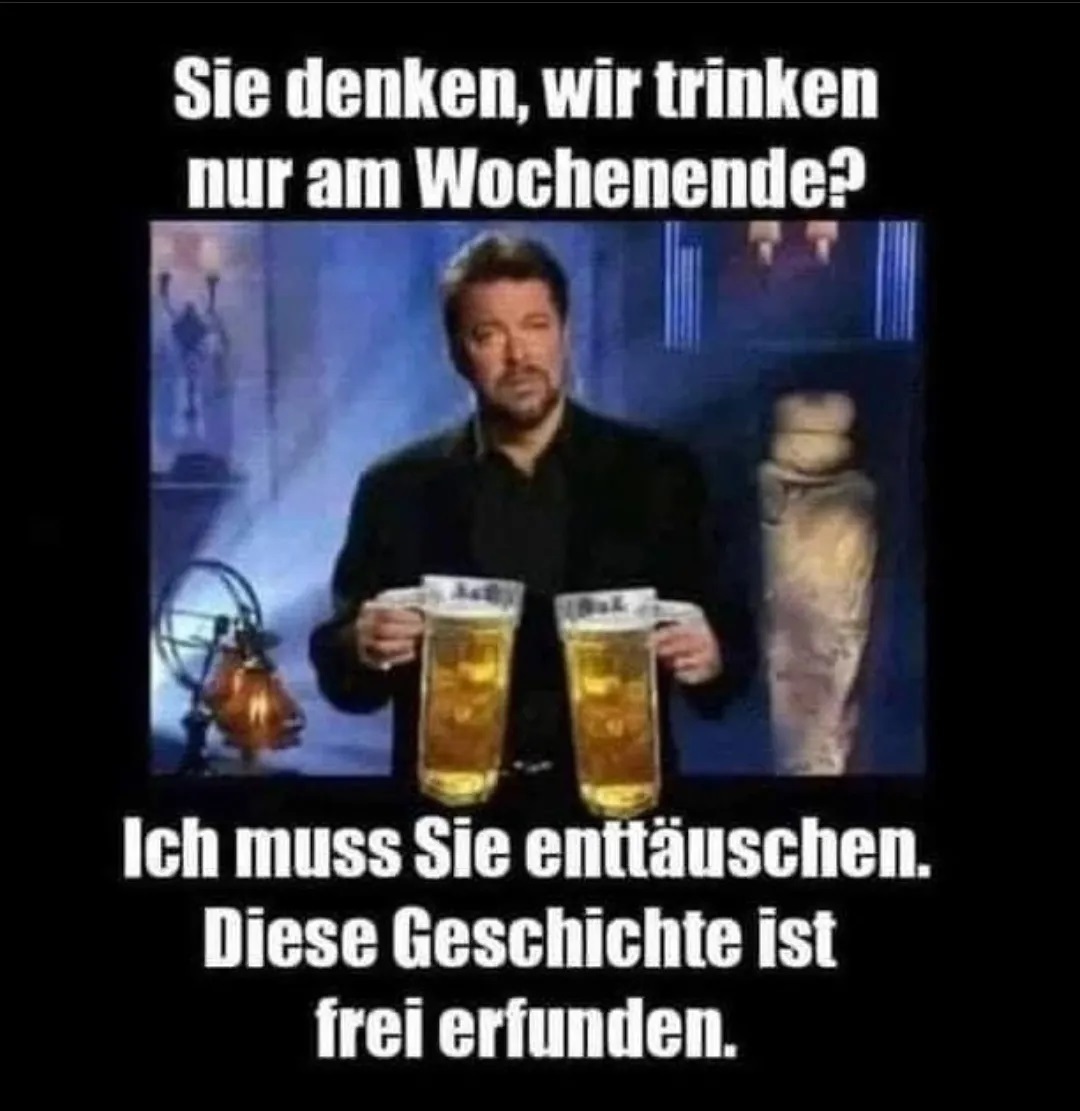 Sie denken, wir trinken
nur am Wochenende?
Ich muss Sie enttäuschen.
Diese Geschichte ist
frei erfunden.